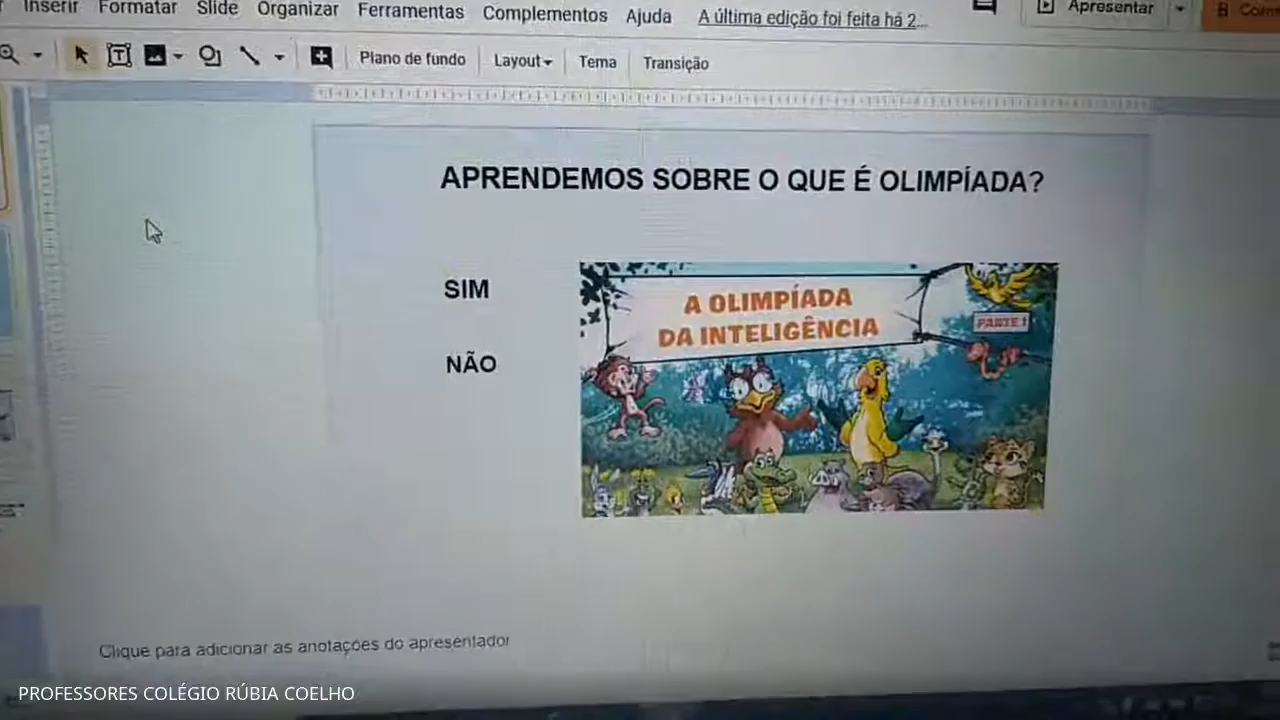 Inserir Formatar Slide Organizar Ferramentas Complementos Ajuda A última edição foi feita há 2... Apresentar
Plano de fundo Layout Tema Transição
APRENDEMOS SOBRE O QUE É OLIMPÍADA?
SIM
NÃO
A OLIMPÍADA
DA INTELIGÊNCIA
PARTE 1
Clique para adicionar as anotações do apresentador
PROFESSORES COLÉGIO RÚBIA COELHO